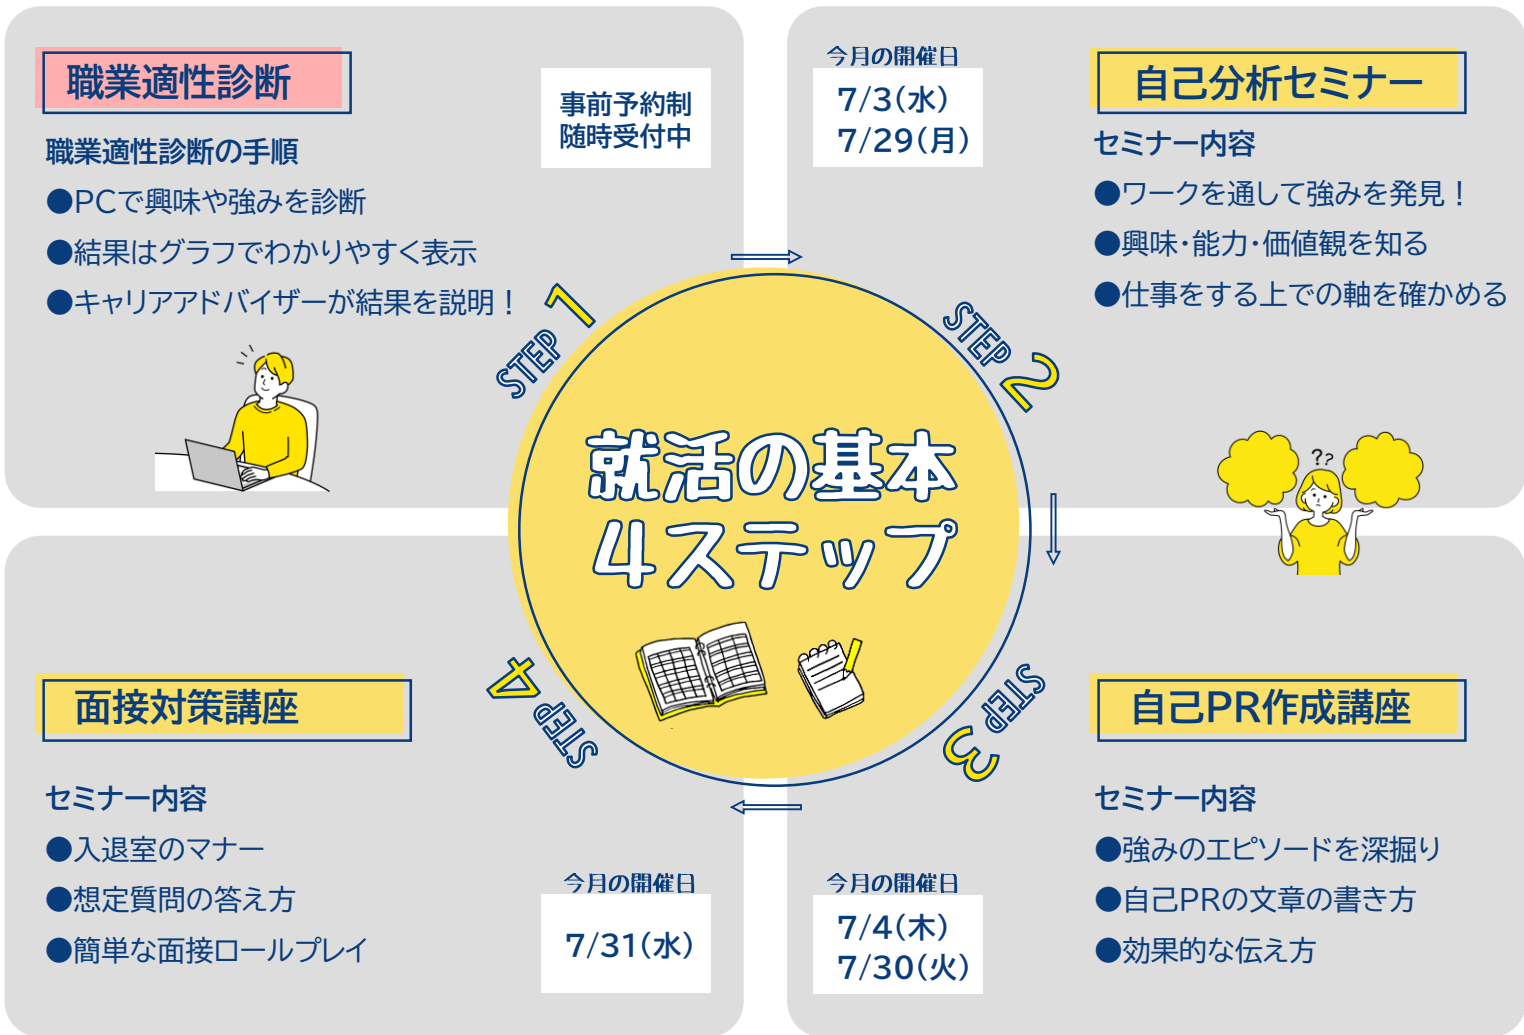 職業適性診断
事前予約制
随時受付中
職業適性診断の手順
●PCで興味や強みを診断
●結果はグラフでわかりやすく表示
●キャリアアドバイザーが結果を説明！
STEP 1
今月の開催日
7/3(水)
7/29(月)
自己分析セミナー
セミナー内容
●ワークを通して強みを発見！
●興味・能力・価値観を知る
●仕事をする上での軸を確かめる
STEP 2
??
就活の基本
4ステップ
自己PR作成講座
STEP 3
セミナー内容
●強みのエピソードを深掘り
●自己PRの文章の書き方
●効果的な伝え方
今月の開催日
7/4(木)
7/30(火)
面接対策講座
STEP 4
セミナー内容
●入退室のマナー
●想定質問の答え方
●簡単な面接ロールプレイ
今月の開催日
7/31(水)